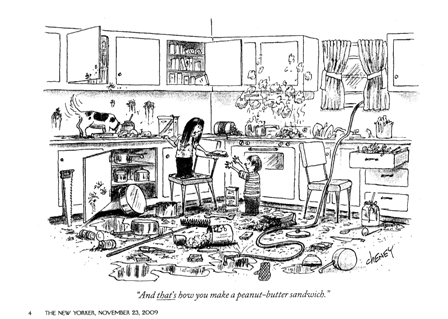 CHENEY
"And that's how you make a peanut-butter sandwich."
4 THE NEW YORKER, NOVEMBER 23, 2009